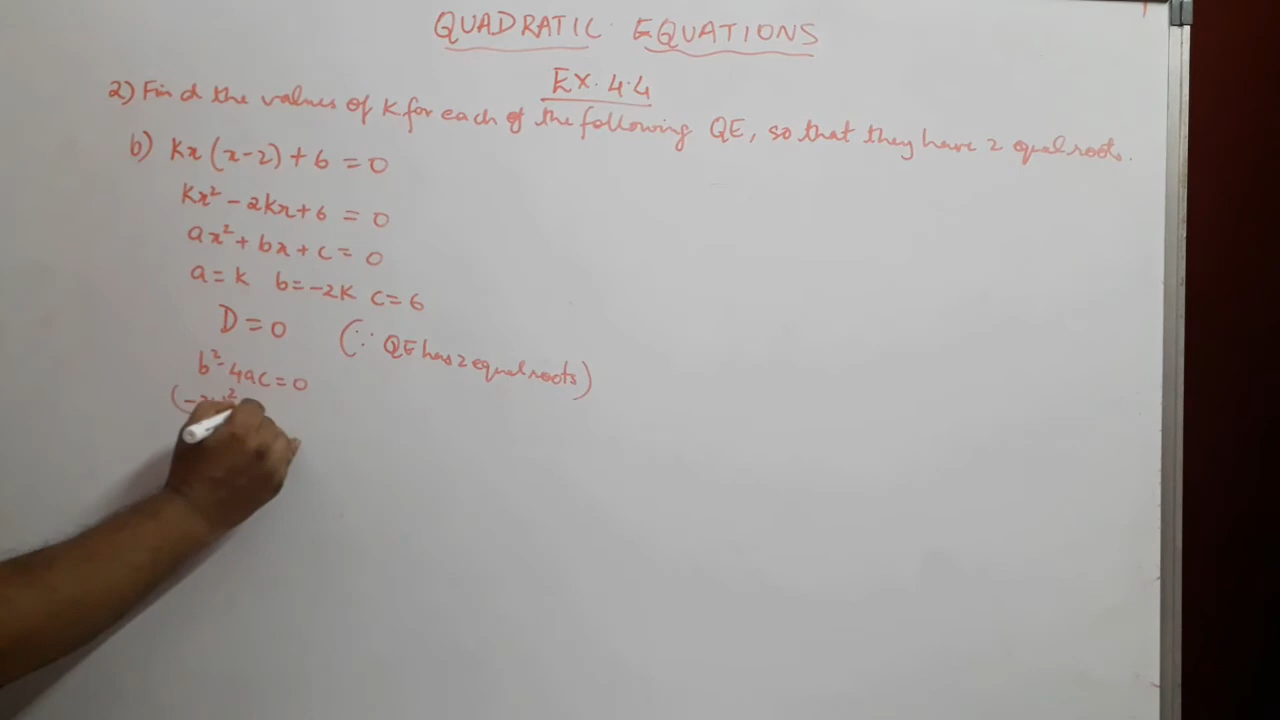 QUADRATIC EQUATIONS
Ex. 4.4
2) Find the values of K for each of the following QE, so that they have 2 equal roots.
b) Kx (x-2) + 6 = 0
Kx² - 2kx + 6 = 0
ax² + bx + c = 0
a = K b = -2K c = 6
D = 0 (∵ QE has 2 equal roots)
b² - 4ac = 0